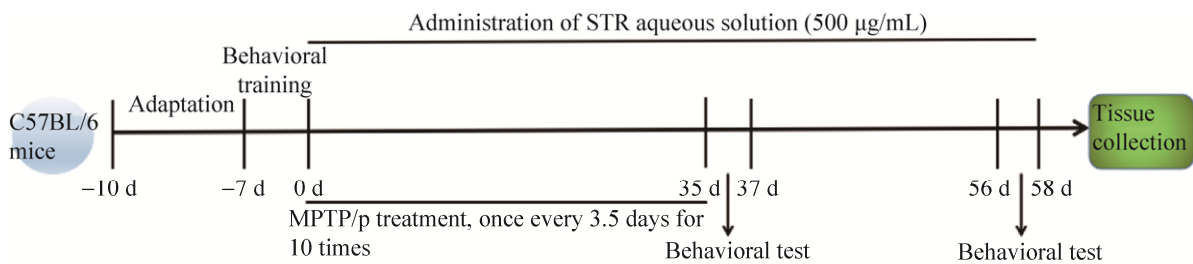 Administration of STR aqueous solution (500 μg/mL)
Behavioral
training
Adaptation
C57BL/6
mice
Tissue
collection
−10 d
−7 d
0 d
35 d
37 d
56 d
58 d
MPTP/p treatment, once every 3.5 days for
10 times
Behavioral test
Behavioral test